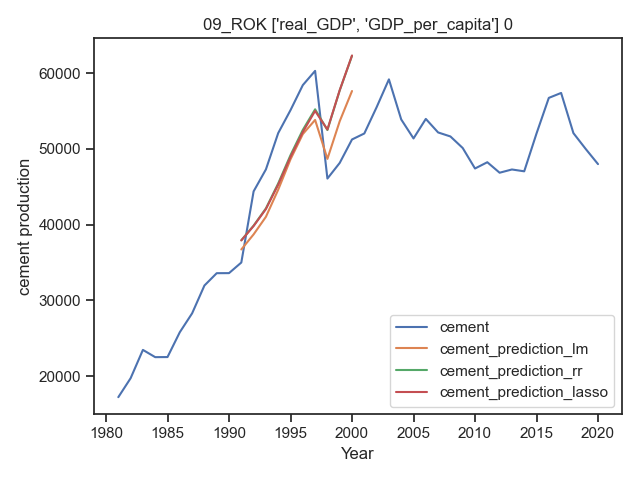 09_ROK ['real_GDP', 'GDP_per_capita'] 0
cement production
60000
50000
40000
30000
20000
1980 1985 1990 1995 2000 2005 2010 2015 2020
Year
cement
cement_prediction_lm
cement_prediction_rr
cement_prediction_lasso